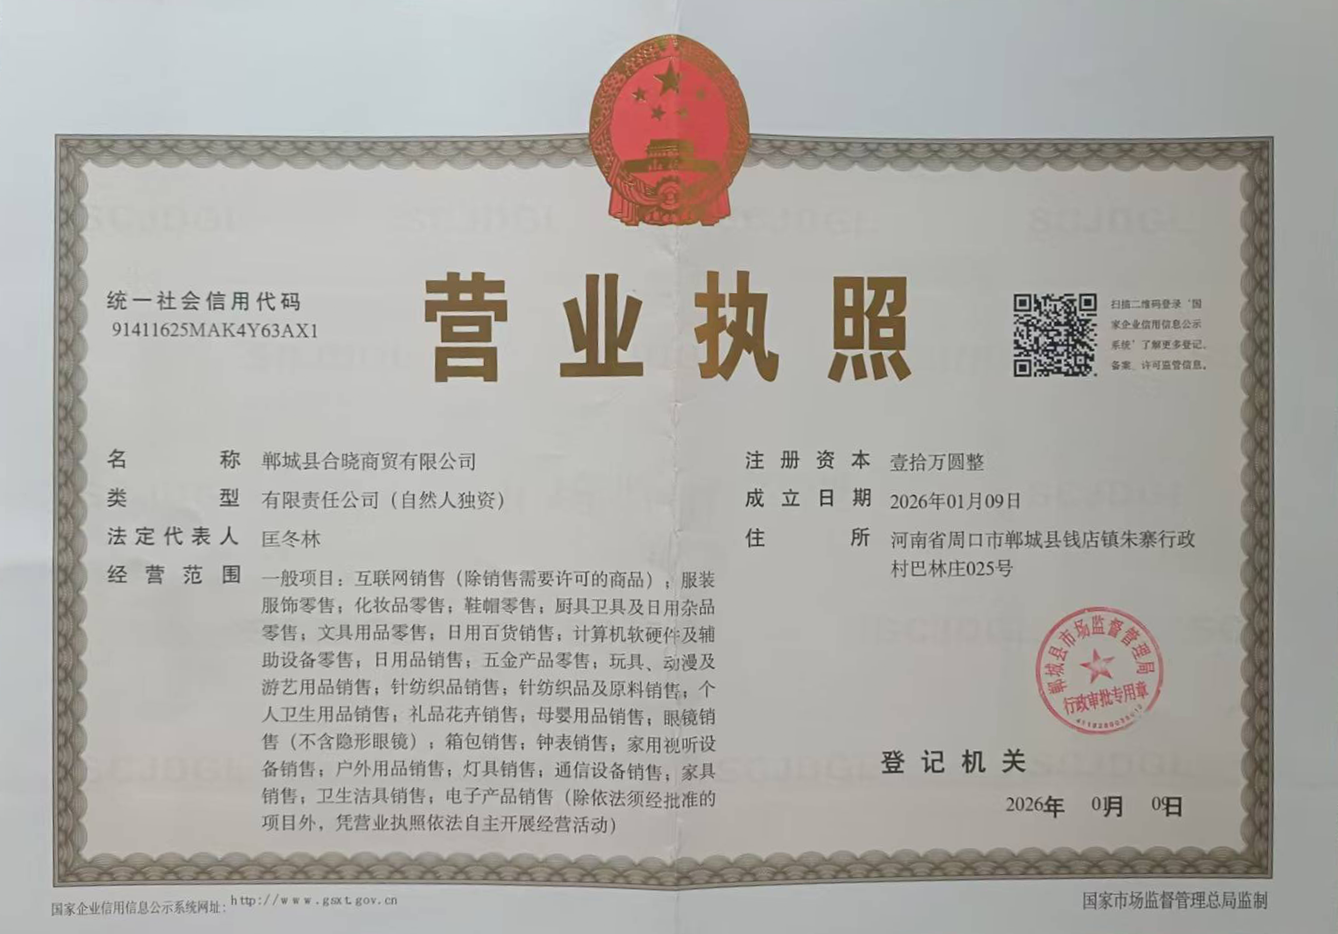 统一社会信用代码
91411625MAK4Y63AX1
营业执照
扫描二维码登录‘国
家企业信用信息公示
系统’了解更多登记、
备案、许可监管信息。
名称 郸城县合晓商贸有限公司
类型 有限责任公司（自然人独资）
法定代表人 匡冬林
经营范围 一般项目：互联网销售（除销售需要许可的商品）；服装
服饰零售；化妆品零售；鞋帽零售；厨具卫具及日用杂品
零售；文具用品零售；日用百货销售；计算机软硬件及辅
助设备零售；日用品销售；五金产品零售；玩具、动漫及
游艺用品销售；针纺织品销售；针纺织品及原料销售；个
人卫生用品销售；礼品花卉销售；母婴用品销售；眼镜销
售（不含隐形眼镜）；箱包销售；钟表销售；家用视听设
备销售；户外用品销售；灯具销售；通信设备销售；家具
销售；卫生洁具销售；电子产品销售（除依法须经批准的
项目外，凭营业执照依法自主开展经营活动）
注册资本 壹拾万圆整
成立日期 2026年01月09日
住所 河南省周口市郸城县钱店镇朱寨行政
村巴林庄025号
郸城县市场监督管理局
行政审批专用章
登记机关
2026年 01月 09日
国家企业信用信息公示系统网址：http://www.gsxt.gov.cn
国家市场监督管理总局监制